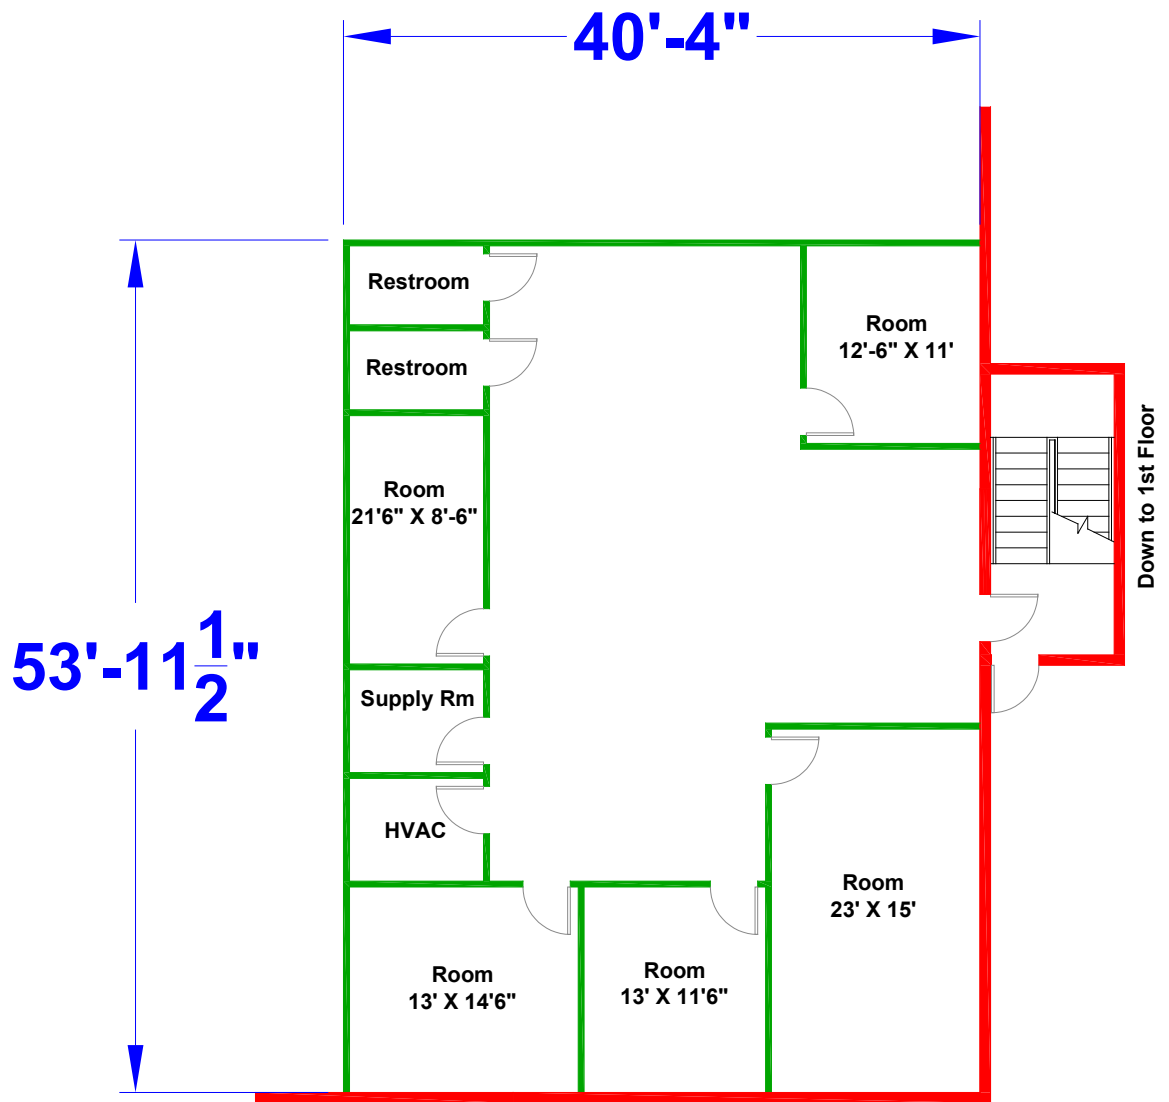 40'-4"
Restroom
Restroom
Room
12'-6" X 11'
Down to 1st Floor
Room
21'6" X 8'-6"
53'-11 1/2"
Supply Rm
HVAC
Room
23' X 15'
Room
13' X 14'6"
Room
13' X 11'6"